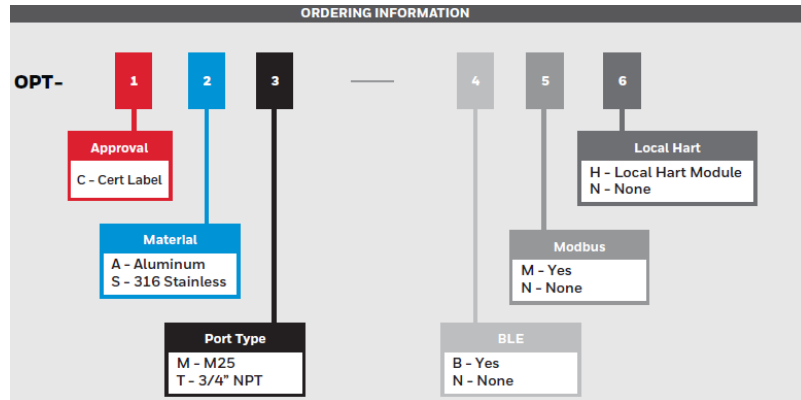 ORDERING INFORMATION
OPT- 1 2 3 — 4 5 6
Approval
C - Cert Label
Local Hart
H - Local Hart Module
N - None
Material
A - Aluminum
S - 316 Stainless
Modbus
M - Yes
N - None
Port Type
M - M25
T - 3/4” NPT
BLE
B - Yes
N - None